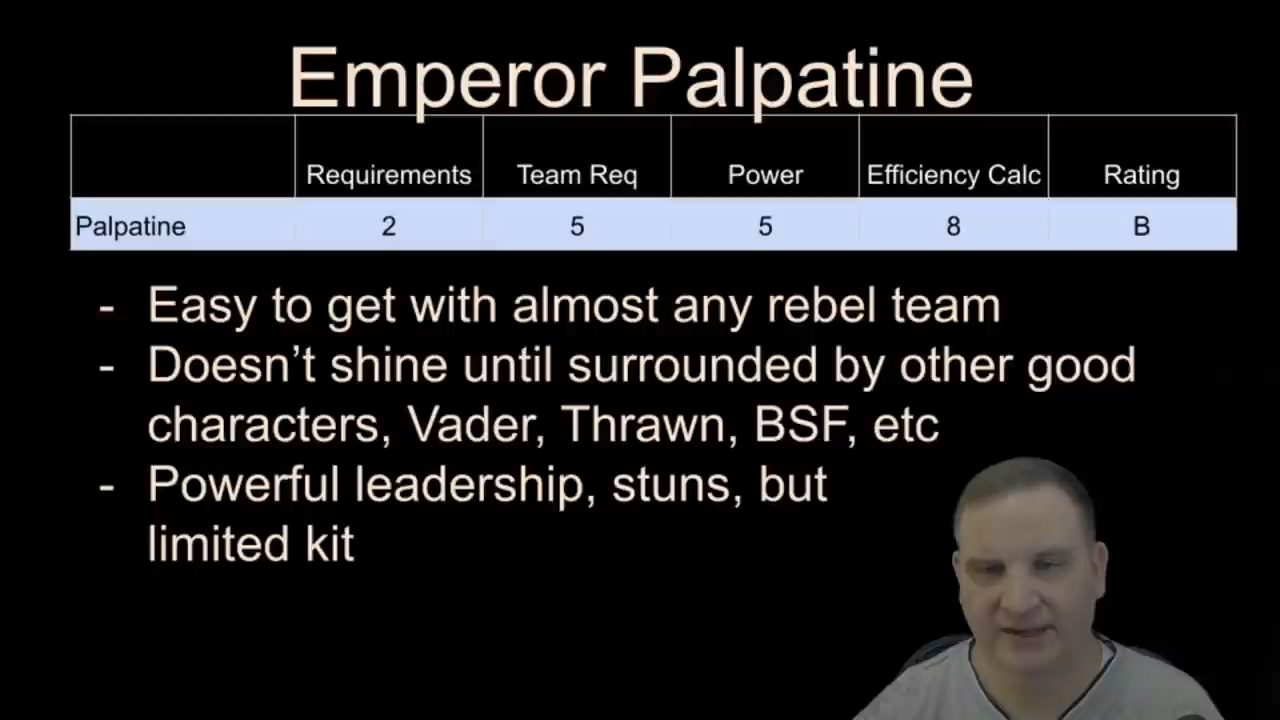 Emperor Palpatine
Requirements Team Req Power Efficiency Calc Rating
Palpatine 2 5 5 8 B
- Easy to get with almost any rebel team
- Doesn't shine until surrounded by other good
characters, Vader, Thrawn, BSF, etc
- Powerful leadership, stuns, but
limited kit